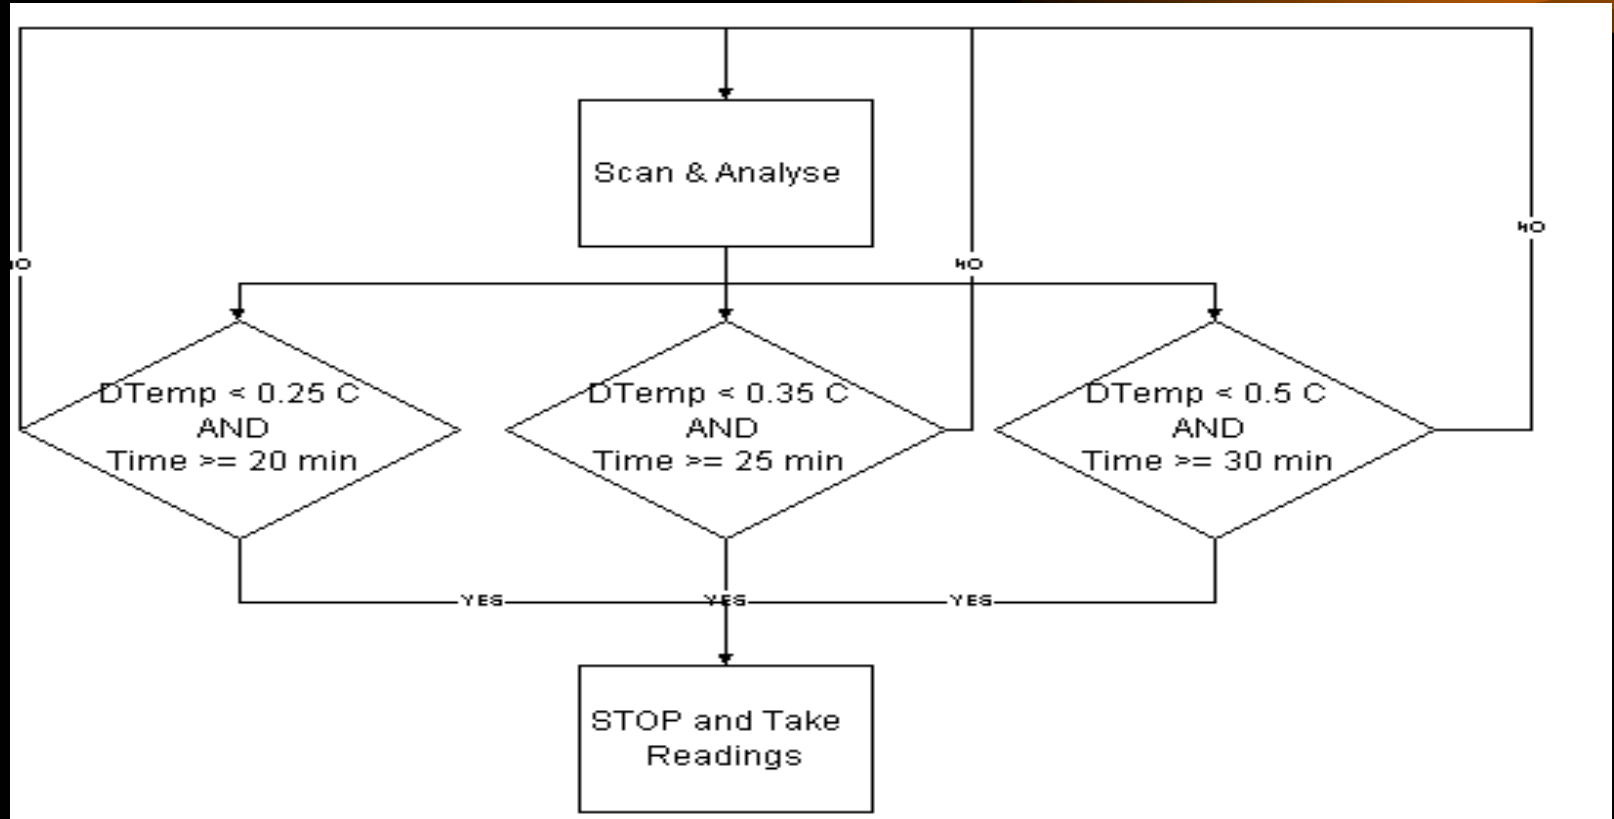 Scan & Analyse
NO
NO
NO
DTemp < 0.25 C
AND
Time >= 20 min
DTemp < 0.35 C
AND
Time >= 25 min
DTemp < 0.5 C
AND
Time >= 30 min
YES
YES
YES
STOP and Take
Readings